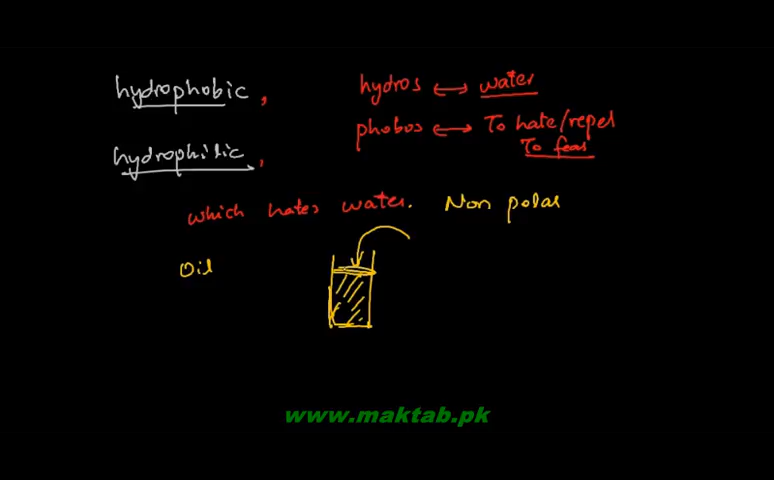 hydrophobic, hydros ↔ water
phobos ↔ To hate/repel
To fear
hydrophilic,
which hates water. Non polar
Oil
www.maktab.pk